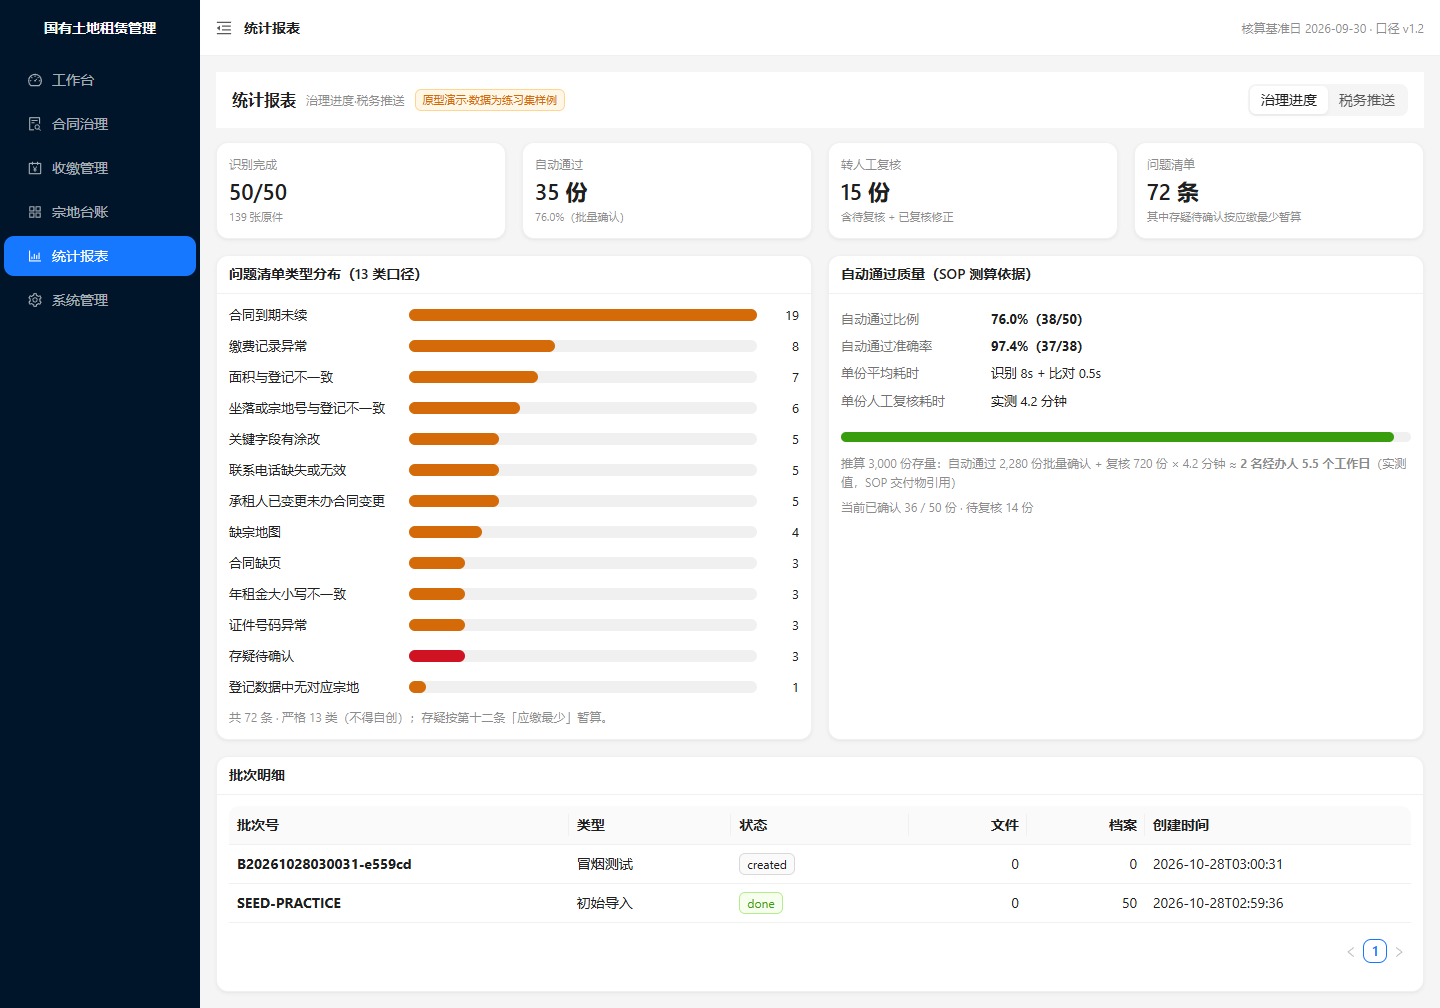 国有土地租赁管理
工作台
合同治理
收缴管理
宗地台账
统计报表
系统管理
统计报表
核算基准日 2026-09-30 · 口径 v1.2
统计报表 治理进度·税务推送 原型演示·数据为练习集样例
治理进度 税务推送
识别完成
50/50
139 张原件
自动通过
35 份
76.0%（批量确认）
转人工复核
15 份
含待复核 + 已复核修正
问题清单
72 条
其中存疑待确认按应缴最少暂算
问题清单类型分布（13 类口径）
合同到期未续 19
缴费记录异常 8
面积与登记不一致 7
坐落或宗地号与登记不一致 6
关键字段有涂改 5
联系电话缺失或无效 5
承租人已变更未办合同变更 5
缺宗地图 4
合同缺页 3
年租金大小写不一致 3
证件号码异常 3
存疑待确认 3
登记数据中无对应宗地 1
共 72 条 · 严格 13 类（不得自创）；存疑按第十二条「应缴最少」暂算。
自动通过质量（SOP 测算依据）
自动通过比例 76.0%（38/50）
自动通过准确率 97.4%（37/38）
单份平均耗时 识别 8s + 比对 0.5s
单份人工复核耗时 实测 4.2 分钟
推算 3,000 份存量：自动通过 2,280 份批量确认 + 复核 720 份 × 4.2 分钟 ≈ 2 名经办人 5.5 个工作日（实测
值，SOP 交付物引用）
当前已确认 36 / 50 份 · 待复核 14 份
批次明细
批次号 类型 状态 文件 档案 创建时间
B20261028030031-e559cd 冒烟测试 created 0 0 2026-10-28T03:00:31
SEED-PRACTICE 初始导入 done 0 50 2026-10-28T02:59:36
1